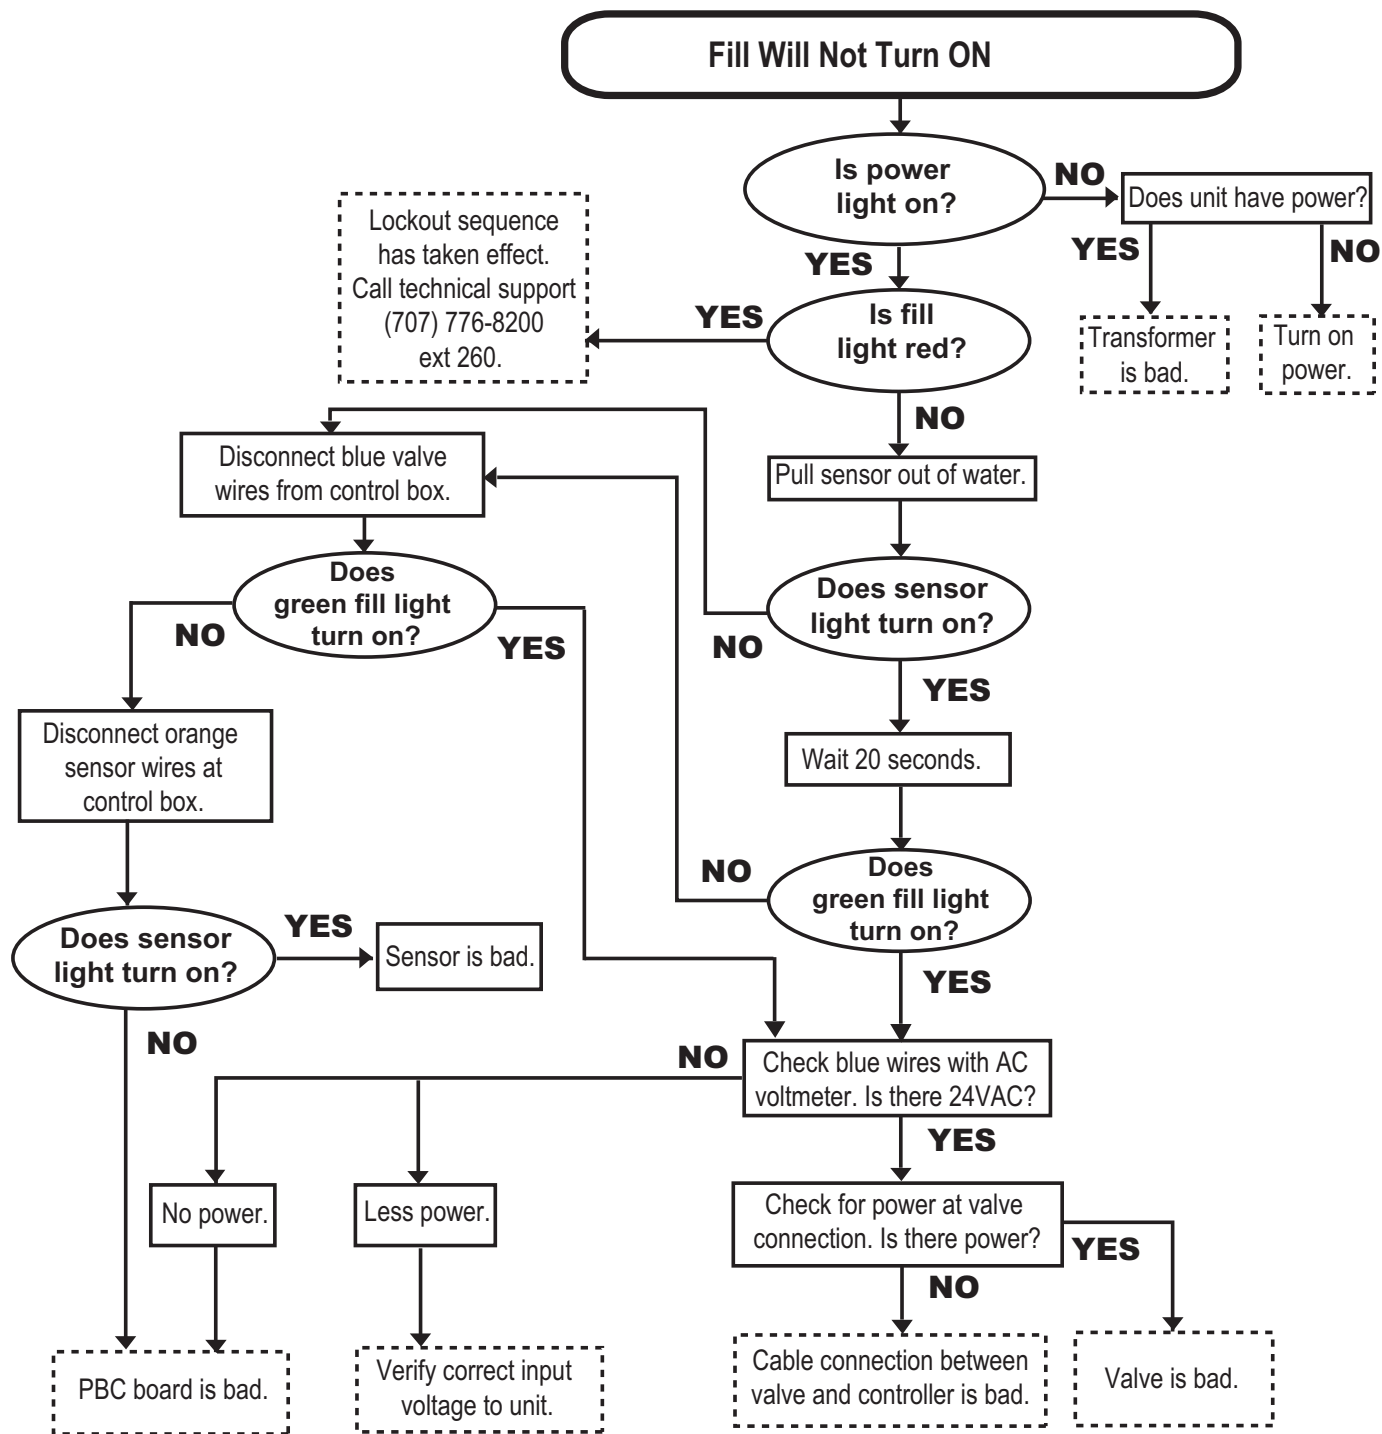 Fill Will Not Turn ON
Is power
light on?
NO
Does unit have power?
YES
NO
Transformer
is bad.
Turn on
power.
YES
Is fill
light red?
YES
Lockout sequence
has taken effect.
Call technical support
(707) 776-8200
ext 260.
NO
Pull sensor out of water.
Does sensor
light turn on?
NO
Disconnect blue valve
wires from control box.
Does
green fill light
turn on?
NO
YES
YES
Wait 20 seconds.
Does
green fill light
turn on?
NO
YES
Disconnect orange
sensor wires at
control box.
Does sensor
light turn on?
YES
Sensor is bad.
NO
Check blue wires with AC
voltmeter. Is there 24VAC?
NO
YES
No power.
Less power.
Check for power at valve
connection. Is there power?
YES
NO
PBC board is bad.
Verify correct input
voltage to unit.
Cable connection between
valve and controller is bad.
Valve is bad.